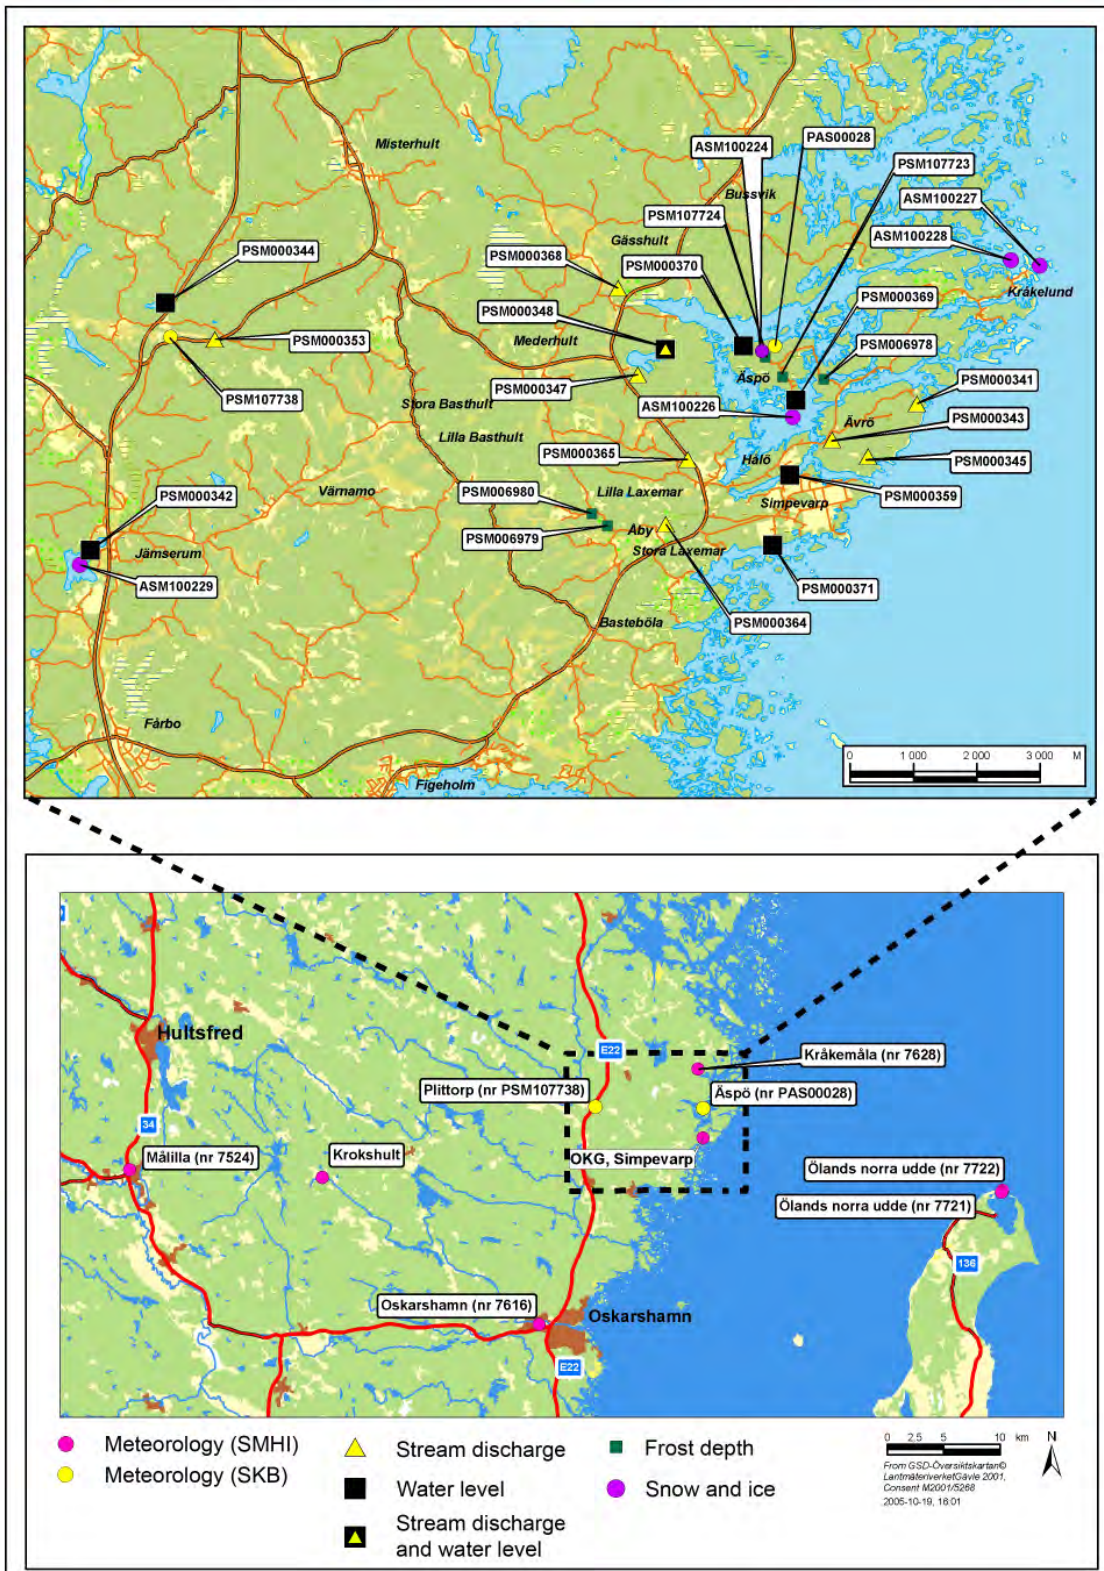 Misterhult
ASM100224
PAS00028
PSM107723
Bussvik
ASM100227
PSM107724
ASM100228
Gässhult
PSM000344
PSM000368
PSM000370
Kråkelund
PSM000369
PSM000348
Mederhult
PSM000353
PSM006978
PSM000347
Äspö
PSM000341
PSM107738
Stora Basthult
ASM100226
PSM000343
Ävrö
Lilla Basthult
PSM000365
Hålö
PSM000345
PSM000342
Värnamo
PSM006980
Lilla Laxemar
PSM000359
Simpevarp
PSM006979
Åby
Jämserum
Stora Laxemar
ASM100229
PSM000371
Basteböla
PSM000364
Fårbo
Figeholm
0 1 000 2 000 3 000 M
Hultsfred
E22
Kråkemåla (nr 7628)
Plittorp (nr PSM107738)
Äspö (nr PAS00028)
34
Målilla (nr 7524)
Krokshult
OKG, Simpevarp
Ölands norra udde (nr 7722)
Ölands norra udde (nr 7721)
136
Oskarshamn (nr 7616)
Oskarshamn
E22
Meteorology (SMHI)
Meteorology (SKB)
Stream discharge
Water level
Stream discharge
and water level
Frost depth
Snow and ice
0 2,5 5 10 km
N
From GSD-Översiktskartan©
LantmäteriverketGävle 2001,
Consent M2001/5268
2005-10-19, 16:01